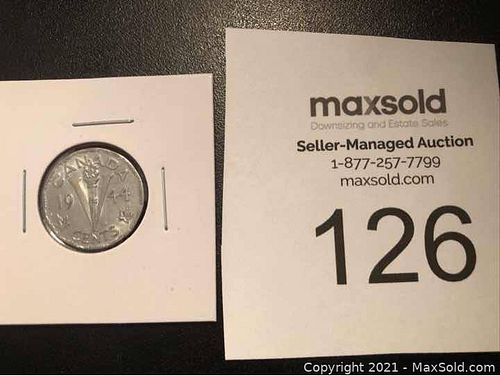 CANADA
19 44
CENTS
maxsold
Downsizing and Estate Sales
Seller-Managed Auction
1-877-257-7799
maxsold.com
126
Copyright 2021 - MaxSold.com